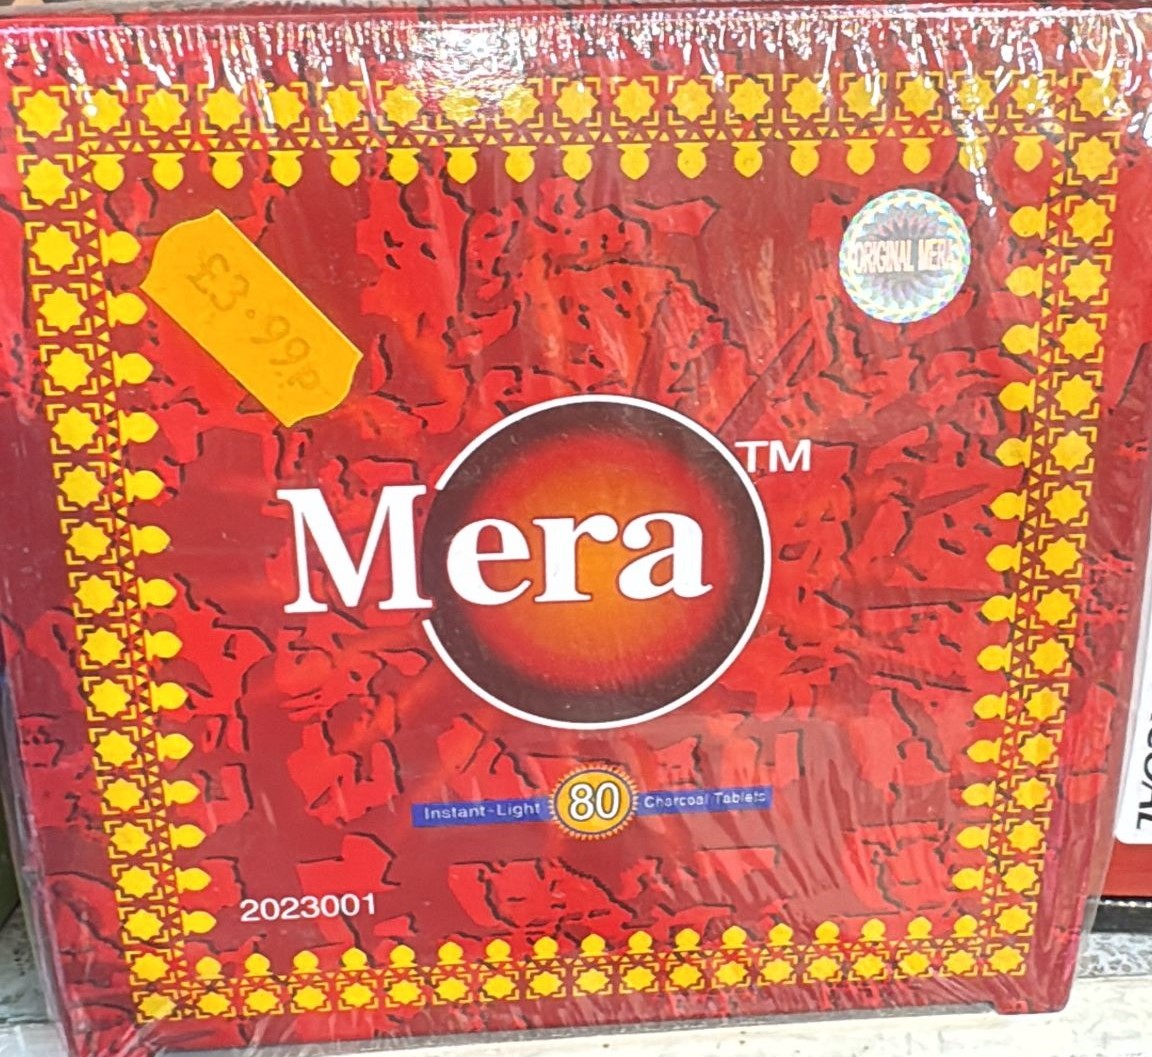 £3.99p
ORIGINAL MERA
Mera™
Instant-Light 80 Charcoal Tablets
2023001